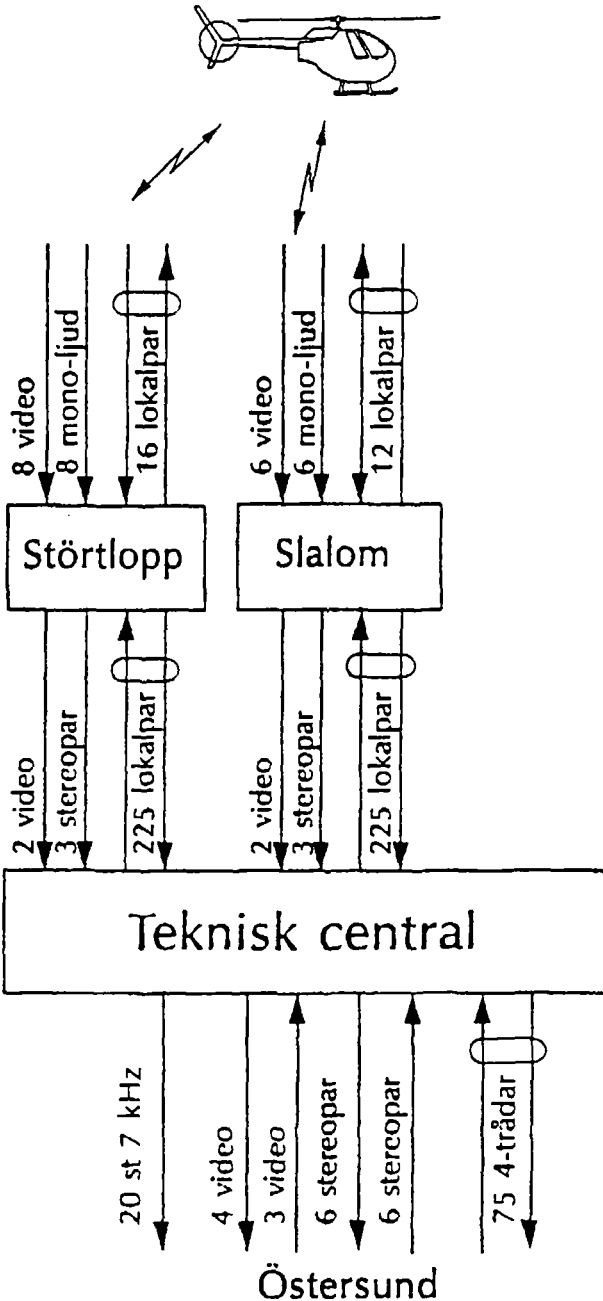 8 video
8 mono-ljud
16 lokalpar
6 video
6 mono-ljud
12 lokalpar
Störtlopp
Slalom
2 video
3 stereopar
225 lokalpar
2 video
3 stereopar
225 lokalpar
Teknisk central
20 st 7 kHz
4 video
3 video
6 stereopar
6 stereopar
75 4-trådar
Östersund